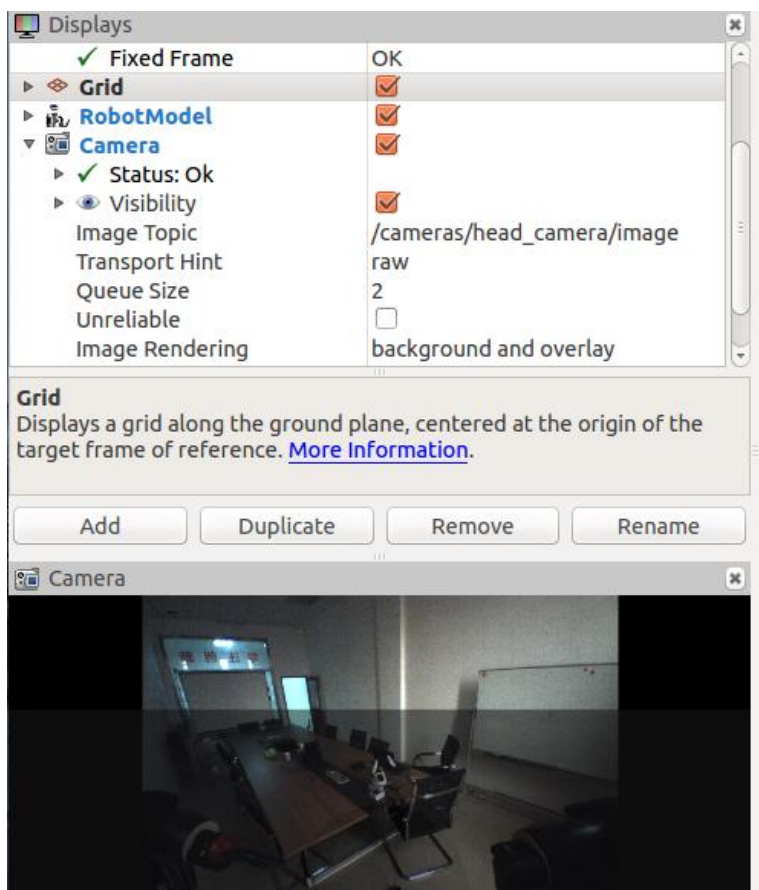 Displays
Fixed Frame OK
Grid
RobotModel
Camera
Status: Ok
Visibility
Image Topic /cameras/head_camera/image
Transport Hint raw
Queue Size 2
Unreliable
Image Rendering background and overlay
Grid
Displays a grid along the ground plane, centered at the origin of the
target frame of reference. More Information.
Add Duplicate Remove Rename
Camera